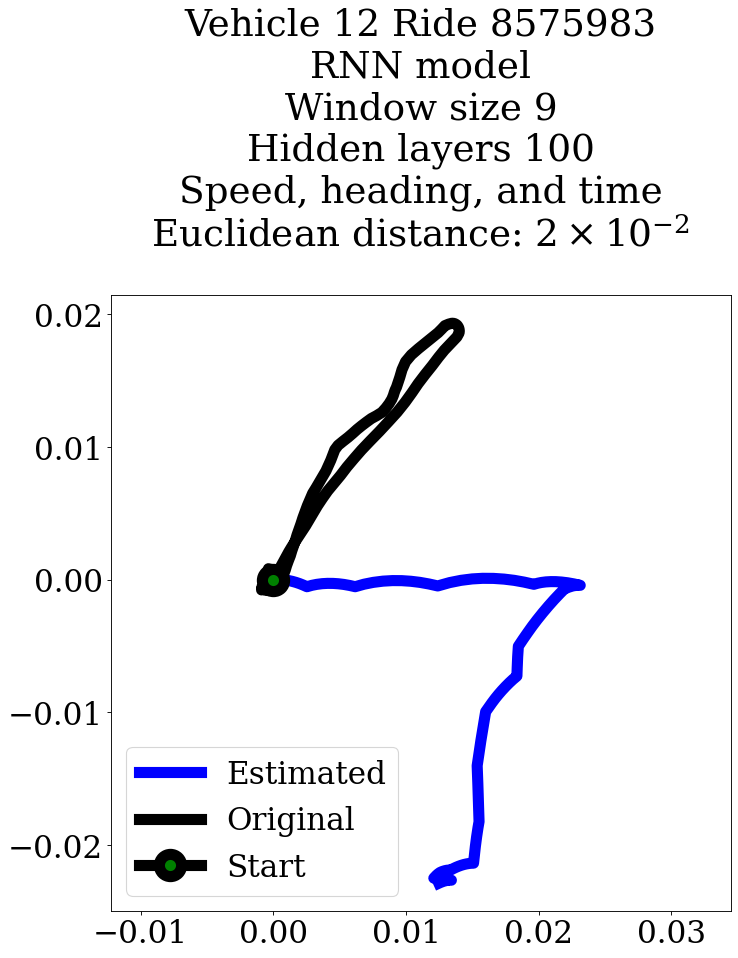 Vehicle 12 Ride 8575983
RNN model
Window size 9
Hidden layers 100
Speed, heading, and time
Euclidean distance: 2 × 10⁻²
0.02
0.01
0.00
−0.01
−0.02
Estimated
Original
Start
−0.01 0.00 0.01 0.02 0.03